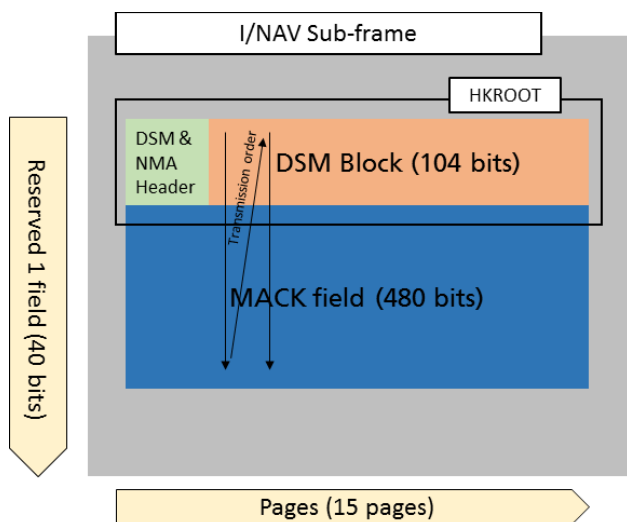 I/NAV Sub-frame
HKROOT
DSM &
NMA
Header
DSM Block (104 bits)
Transmission order
MACK field (480 bits)
Reserved 1 field (40 bits)
Pages (15 pages)